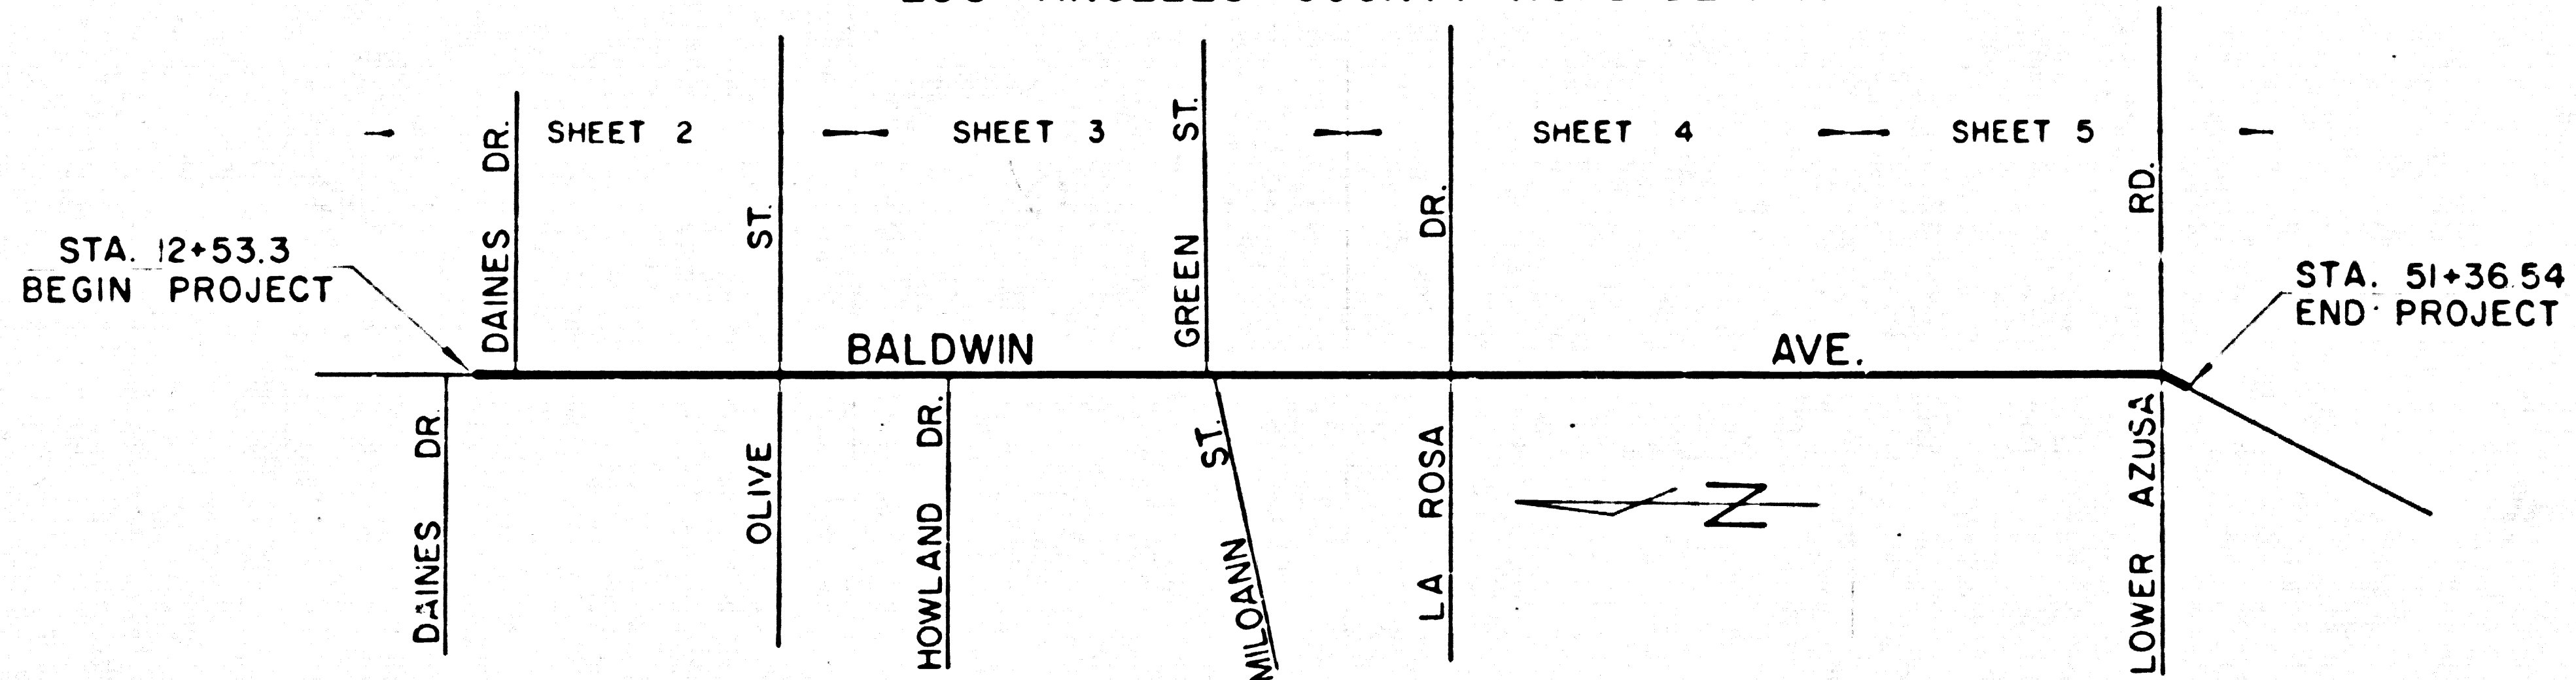 SHEET 2
SHEET 3
SHEET 4
SHEET 5
STA. 12+53.3
BEGIN PROJECT
DAINES DR.
OLIVE ST.
GREEN ST.
LA ROSA DR.
LOWER AZUSA RD.
STA. 51+36.54
END PROJECT
BALDWIN AVE.
DAINES DR.
HOWLAND DR.
MILOANN ST.
N